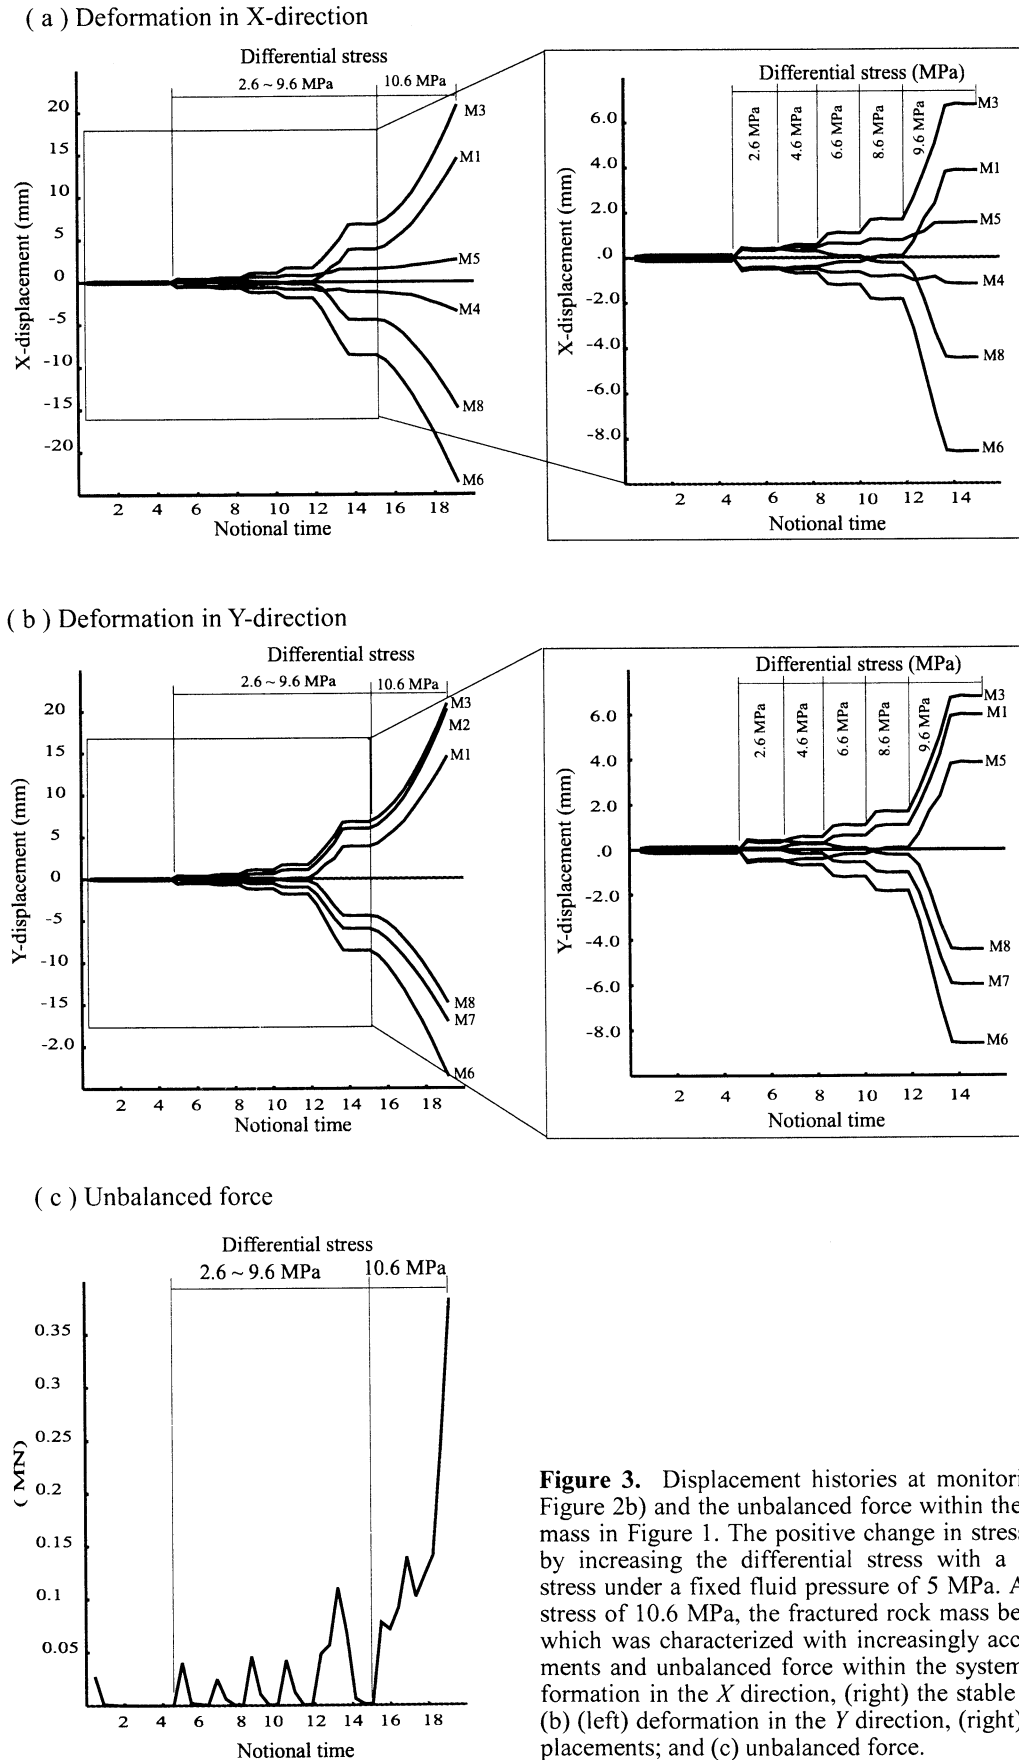 ( a ) Deformation in X-direction
Differential stress
2.6 ~ 9.6 MPa
10.6 MPa
20
15
10
5
0
-5
-10
-15
-20
X-displacement (mm)
M3
M1
M5
M4
M8
M6
2 4 6 8 10 12 14 16 18
Notional time
Differential stress (MPa)
2.6 MPa
4.6 MPa
6.6 MPa
8.6 MPa
9.6 MPa
6.0
4.0
2.0
.0
-2.0
-4.0
-6.0
-8.0
X-displacement (mm)
M3
M1
M5
M4
M8
M6
2 4 6 8 10 12 14
Notional time
( b ) Deformation in Y-direction
Differential stress
2.6 ~ 9.6 MPa
10.6 MPa
20
15
10
5
0
-5
-10
-15
-2.0
Y-displacement (mm)
M3
M2
M1
M8
M7
M6
2 4 6 8 10 12 14 16 18
Notional time
Differential stress (MPa)
2.6 MPa
4.6 MPa
6.6 MPa
8.6 MPa
9.6 MPa
6.0
4.0
2.0
.0
-2.0
-4.0
-6.0
-8.0
Y-displacement (mm)
M3
M1
M5
M8
M7
M6
2 4 6 8 10 12 14
Notional time
( c ) Unbalanced force
Differential stress
2.6 ~ 9.6 MPa
10.6 MPa
0.35
0.3
0.25
0.2
0.15
0.1
0.05
( MN)
2 4 6 8 10 12 14 16 18
Notional time
Figure 3. Displacement histories at monitori
Figure 2b) and the unbalanced force within the
mass in Figure 1. The positive change in stress
by increasing the differential stress with a
stress under a fixed fluid pressure of 5 MPa. A
stress of 10.6 MPa, the fractured rock mass be
which was characterized with increasingly acc
ments and unbalanced force within the system
formation in the X direction, (right) the stable
(b) (left) deformation in the Y direction, (right)
placements; and (c) unbalanced force.